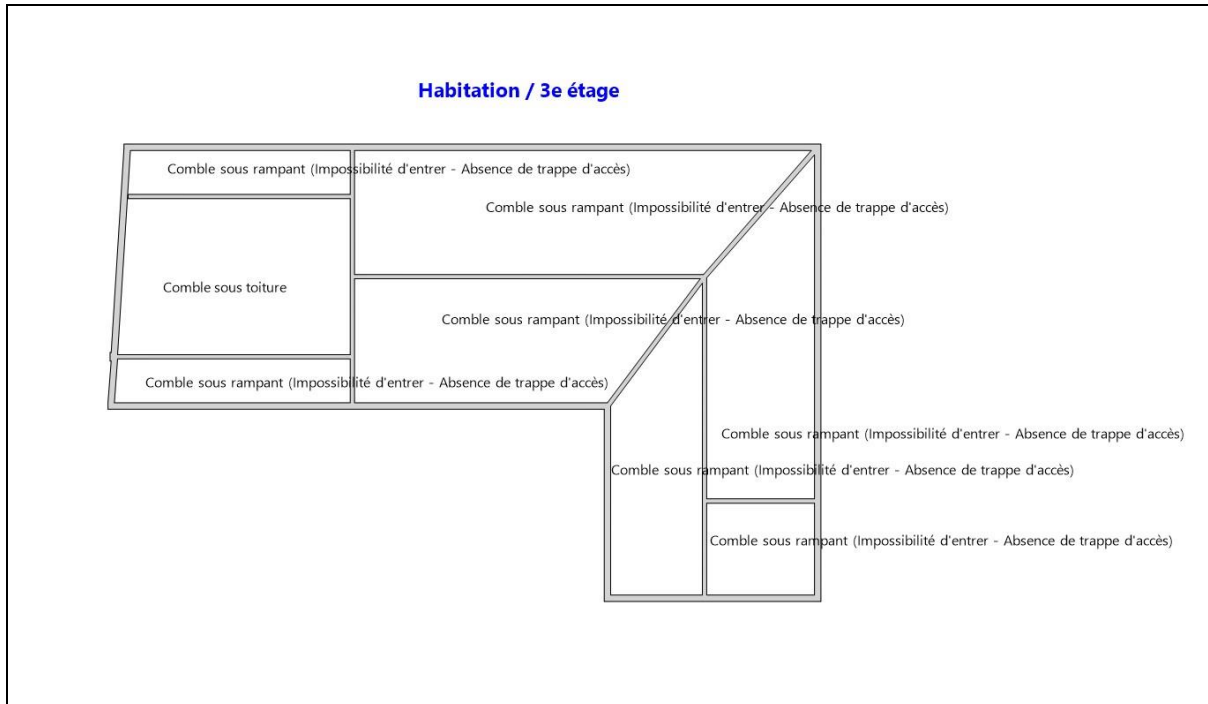 Habitation / 3e étage
Comble sous rampant (Impossibilité d'entrer - Absence de trappe d'accès)
Comble sous rampant (Impossibilité d'entrer - Absence de trappe d'accès)
Comble sous toiture
Comble sous rampant (Impossibilité d'entrer - Absence de trappe d'accès)
Comble sous rampant (Impossibilité d'entrer - Absence de trappe d'accès)
Comble sous rampant (Impossibilité d'entrer - Absence de trappe d'accès)
Comble sous rampant (Impossibilité d'entrer - Absence de trappe d'accès)
Comble sous rampant (Impossibilité d'entrer - Absence de trappe d'accès)